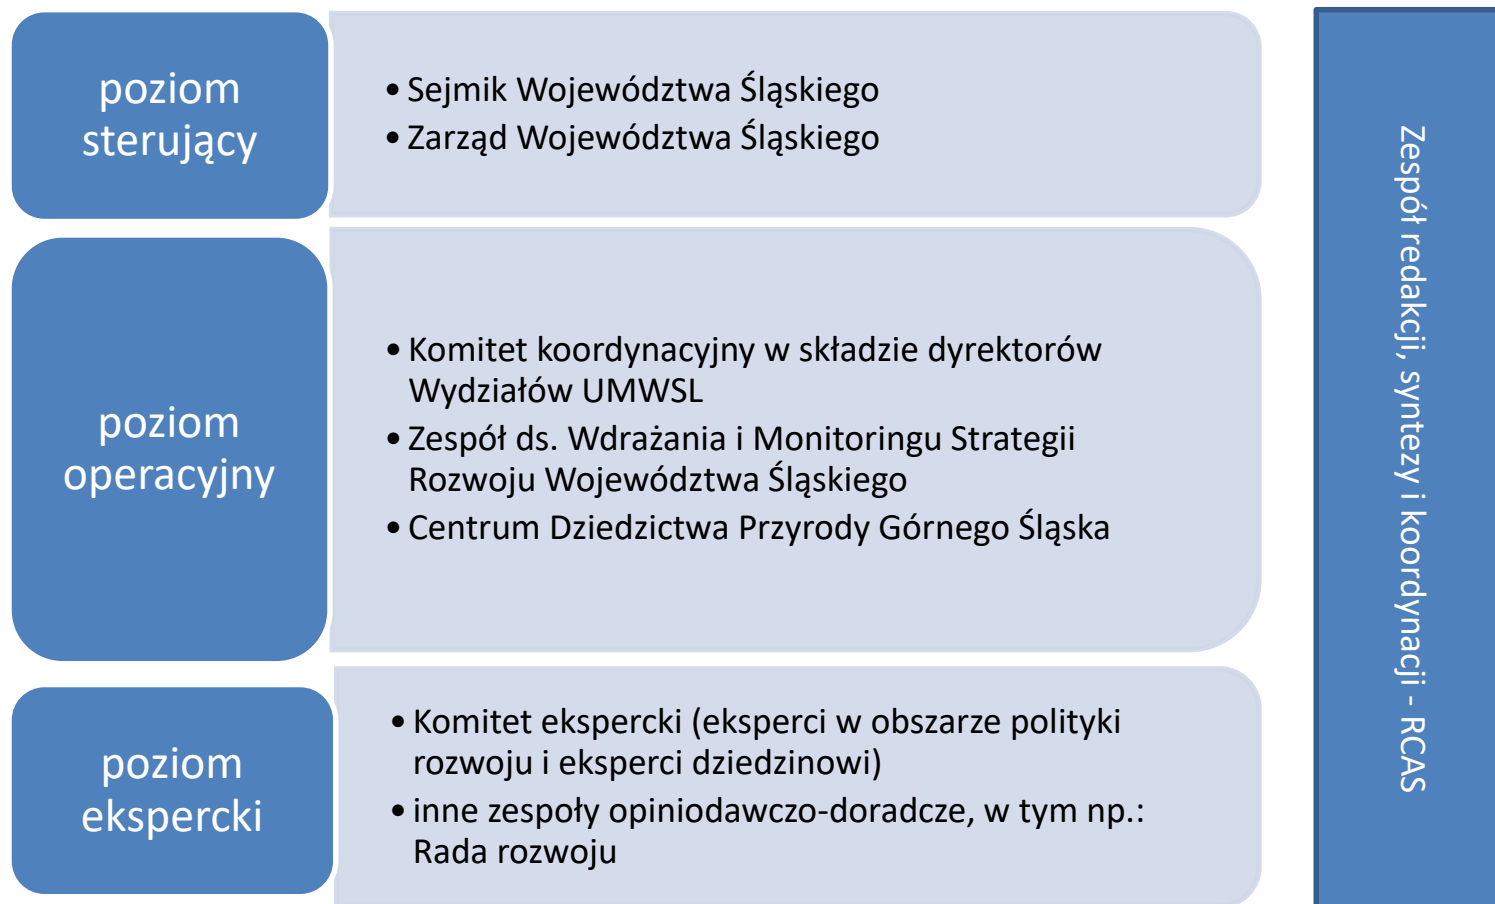 poziom
sterujący
• Sejmik Województwa Śląskiego
• Zarząd Województwa Śląskiego
poziom
operacyjny
• Komitet koordynacyjny w składzie dyrektorów
Wydziałów UMWSL
• Zespół ds. Wdrażania i Monitoringu Strategii
Rozwoju Województwa Śląskiego
• Centrum Dziedzictwa Przyrody Górnego Śląska
poziom
ekspercki
• Komitet ekspercki (eksperci w obszarze polityki
rozwoju i eksperci dziedzinowi)
• inne zespoły opiniodawczo-doradcze, w tym np.:
Rada rozwoju
Zespół redakcji, syntezy i koordynacji - RCAS